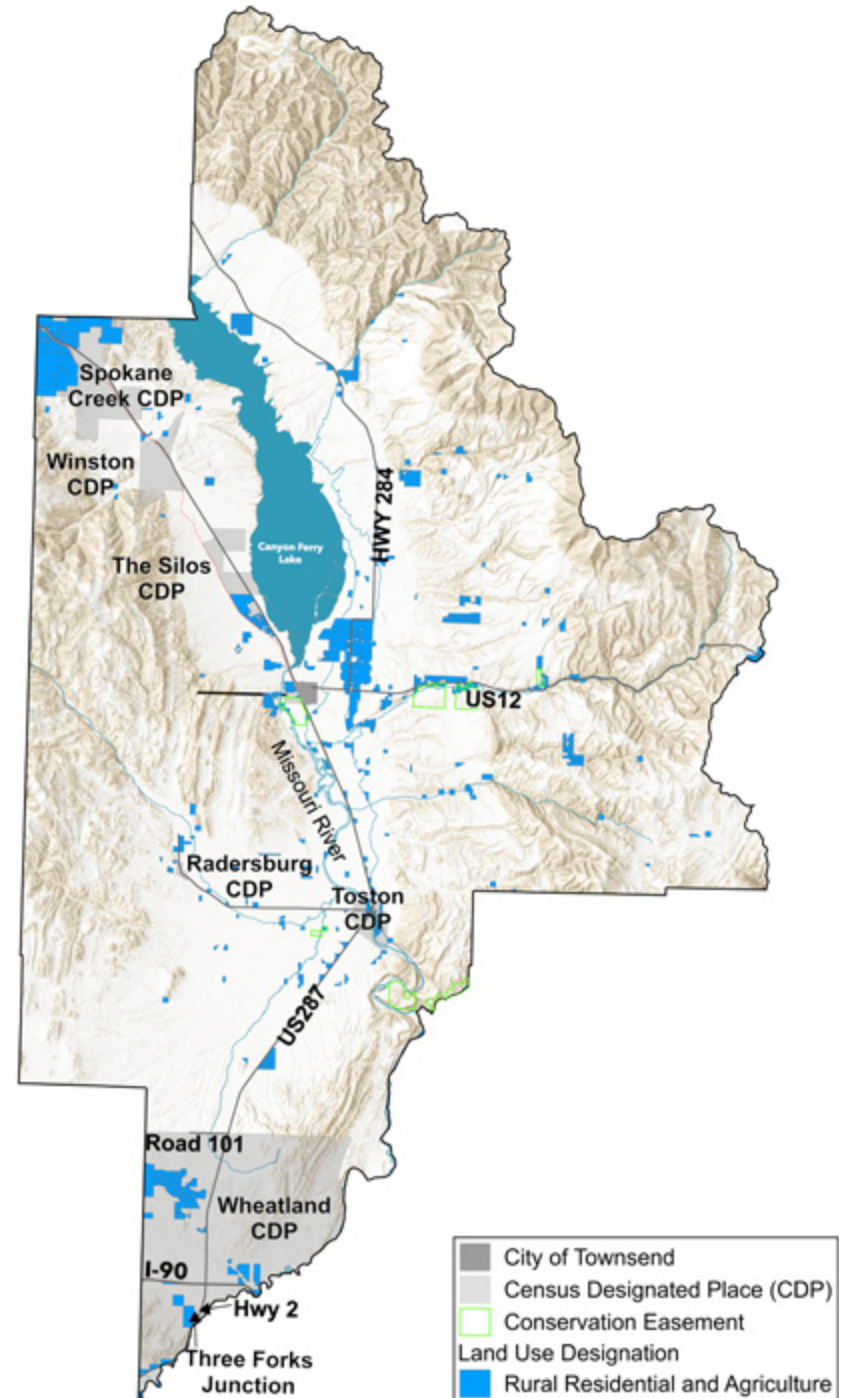 Spokane
Creek CDP
Winston
CDP
HWY 284
Canyon Ferry
Lake
The Silos
CDP
US12
Missouri River
Radersburg
CDP
Toston
CDP
US287
Road 101
Wheatland
CDP
I-90
Hwy 2
Three Forks
Junction
City of Townsend
Census Designated Place (CDP)
Conservation Easement
Land Use Designation
Rural Residential and Agriculture